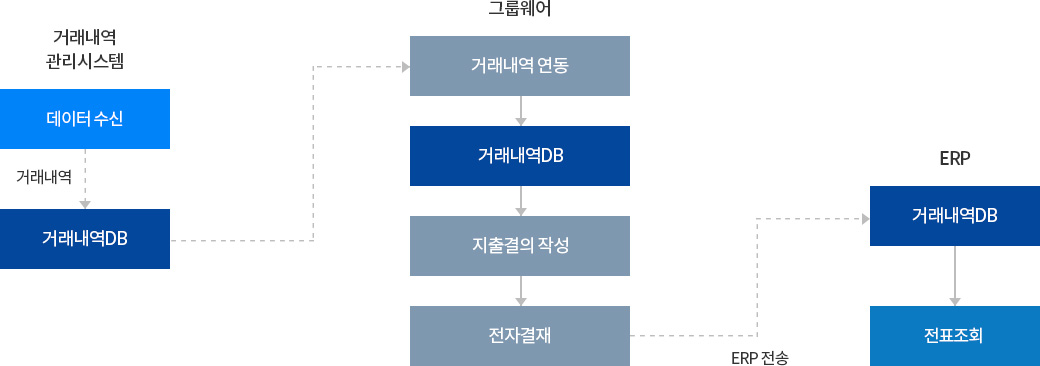 거래내역
관리시스템
데이터 수신
거래내역
거래내역DB
그룹웨어
거래내역 연동
거래내역DB
지출결의 작성
전자결재
ERP 전송
ERP
거래내역DB
전표조회